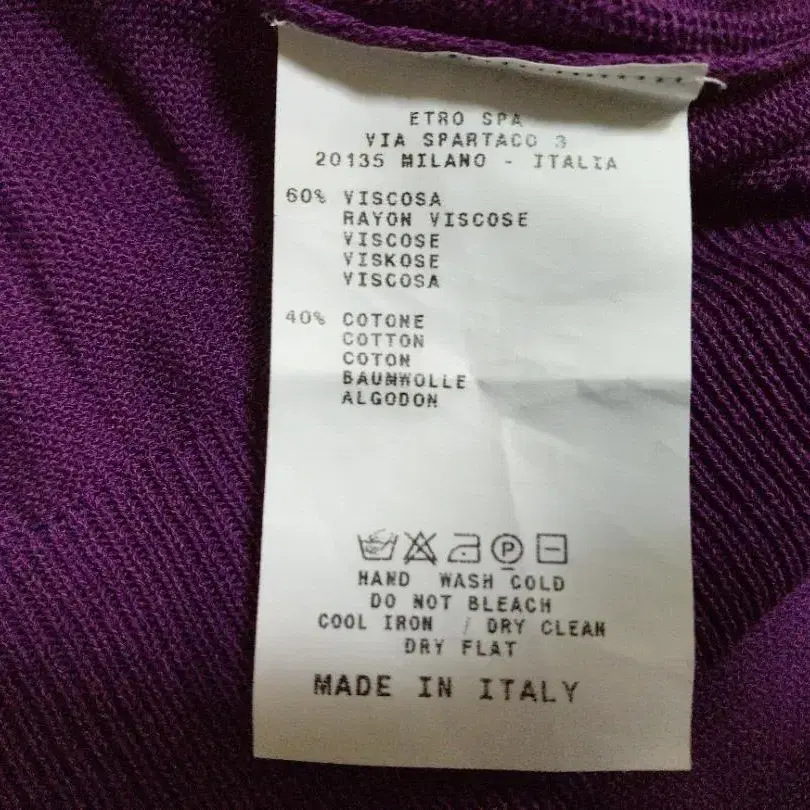 ETRO SPA
VIA SPARTACO 3
20135 MILANO - ITALIA
60% VISCOSA
RAYON VISCOSE
VISCOSE
VISKOSE
VISCOSA
40% COTONE
COTTON
COTON
BAUMWOLLE
ALGODON
P
HAND WASH COLD
DO NOT BLEACH
COOL IRON / DRY CLEAN
DRY FLAT
MADE IN ITALY